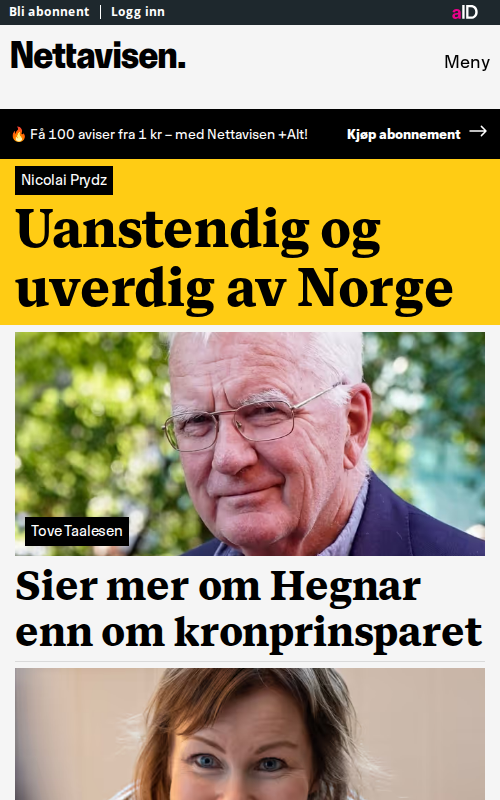 Bli abonnent | Logg inn
aID
Nettavisen.
Meny
🔥 Få 100 aviser fra 1 kr – med Nettavisen +Alt!
Kjøp abonnement →
Nicolai Prydz
Uanstendig og
uverdig av Norge
Tove Taalesen
Sier mer om Hegnar
enn om kronprinsparet